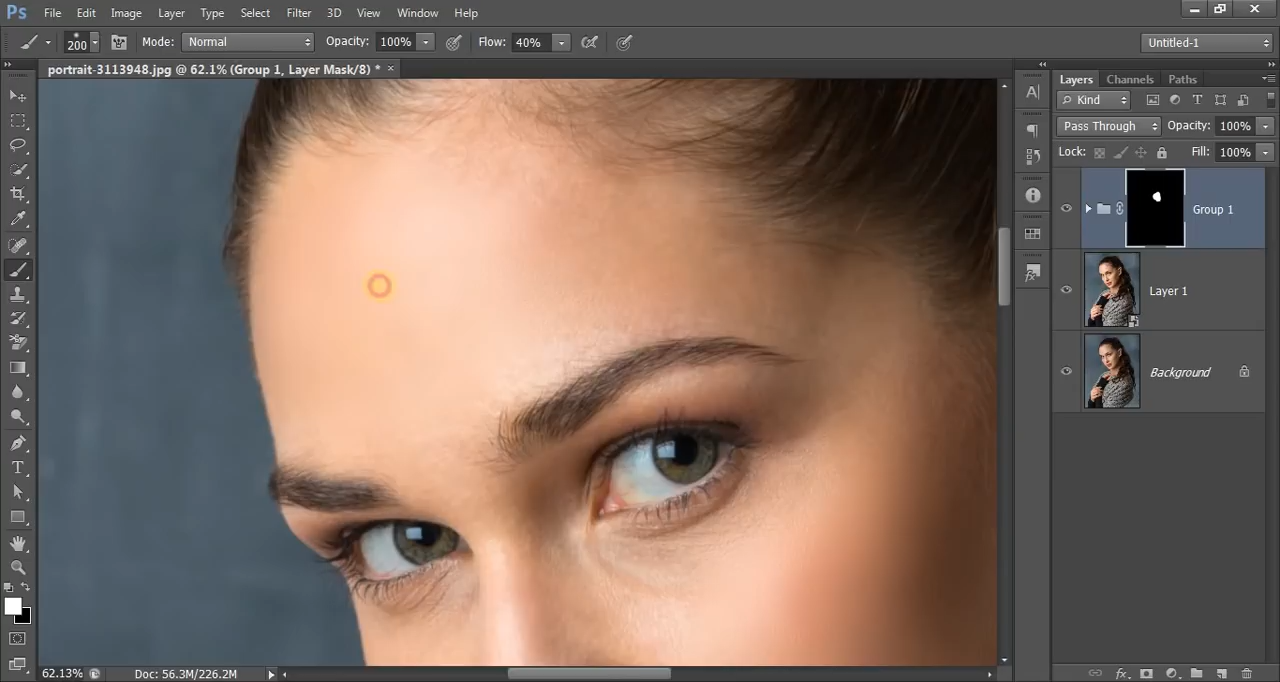 Ps File Edit Image Layer Type Select Filter 3D View Window Help
200 Mode: Normal Opacity: 100% Flow: 40% Untitled-1
portrait-3113948.jpg @ 62.1% (Group 1, Layer Mask/8) * ×
Layers Channels Paths
Kind
Pass Through Opacity: 100%
Lock: Fill: 100%
Group 1
Layer 1
Background
62.13% Doc: 56.3M/226.2M